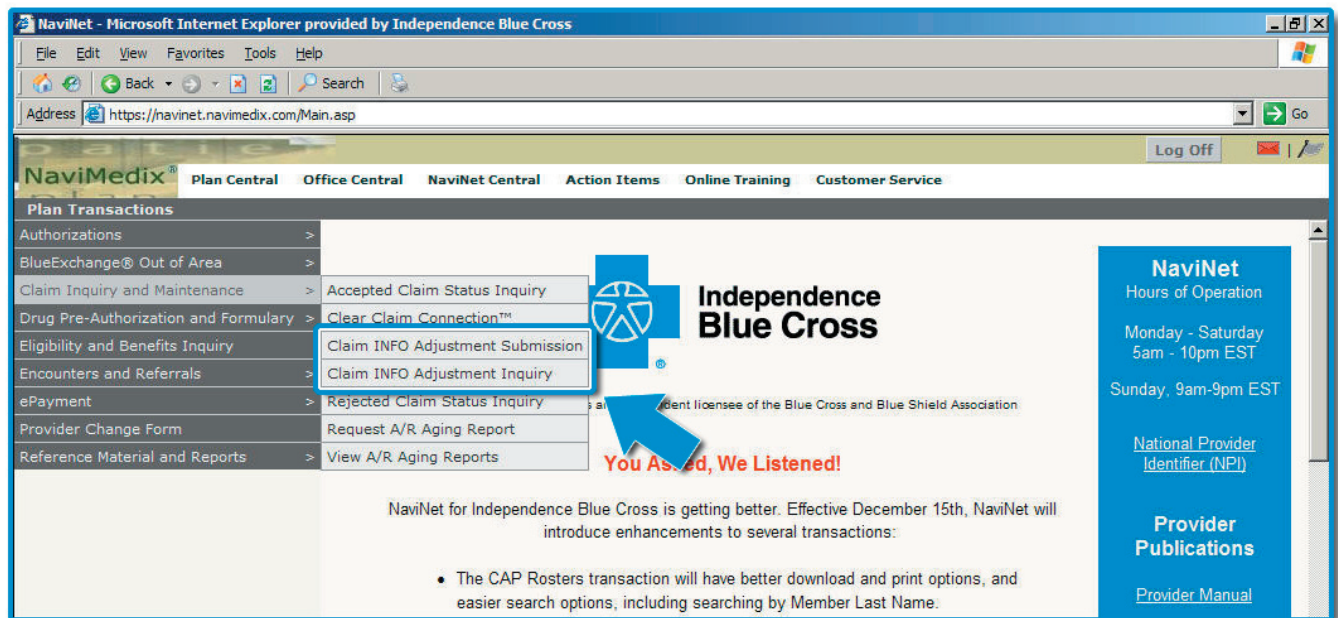 NaviNet - Microsoft Internet Explorer provided by Independence Blue Cross
File Edit View Favorites Tools Help
Back Search
Address https://navinet.navimedix.com/Main.asp Go
Log Off |
NaviMedix® Plan Central Office Central NaviNet Central Action Items Online Training Customer Service
Plan Transactions
Authorizations >
BlueExchange® Out of Area >
Claim Inquiry and Maintenance >
Drug Pre-Authorization and Formulary >
Eligibility and Benefits Inquiry
Encounters and Referrals >
ePayment >
Provider Change Form
Reference Material and Reports >
Accepted Claim Status Inquiry
Clear Claim Connection™
Claim INFO Adjustment Submission
Claim INFO Adjustment Inquiry
Rejected Claim Status Inquiry
Request A/R Aging Report
View A/R Aging Reports
Independence
Blue Cross
®
licensee of the Blue Cross and Blue Shield Association
You Asked, We Listened!
NaviNet for Independence Blue Cross is getting better. Effective December 15th, NaviNet will
introduce enhancements to several transactions:
• The CAP Rosters transaction will have better download and print options, and
easier search options, including searching by Member Last Name.
NaviNet
Hours of Operation
Monday - Saturday
5am - 10pm EST
Sunday, 9am-9pm EST
National Provider
Identifier (NPI)
Provider
Publications
Provider Manual